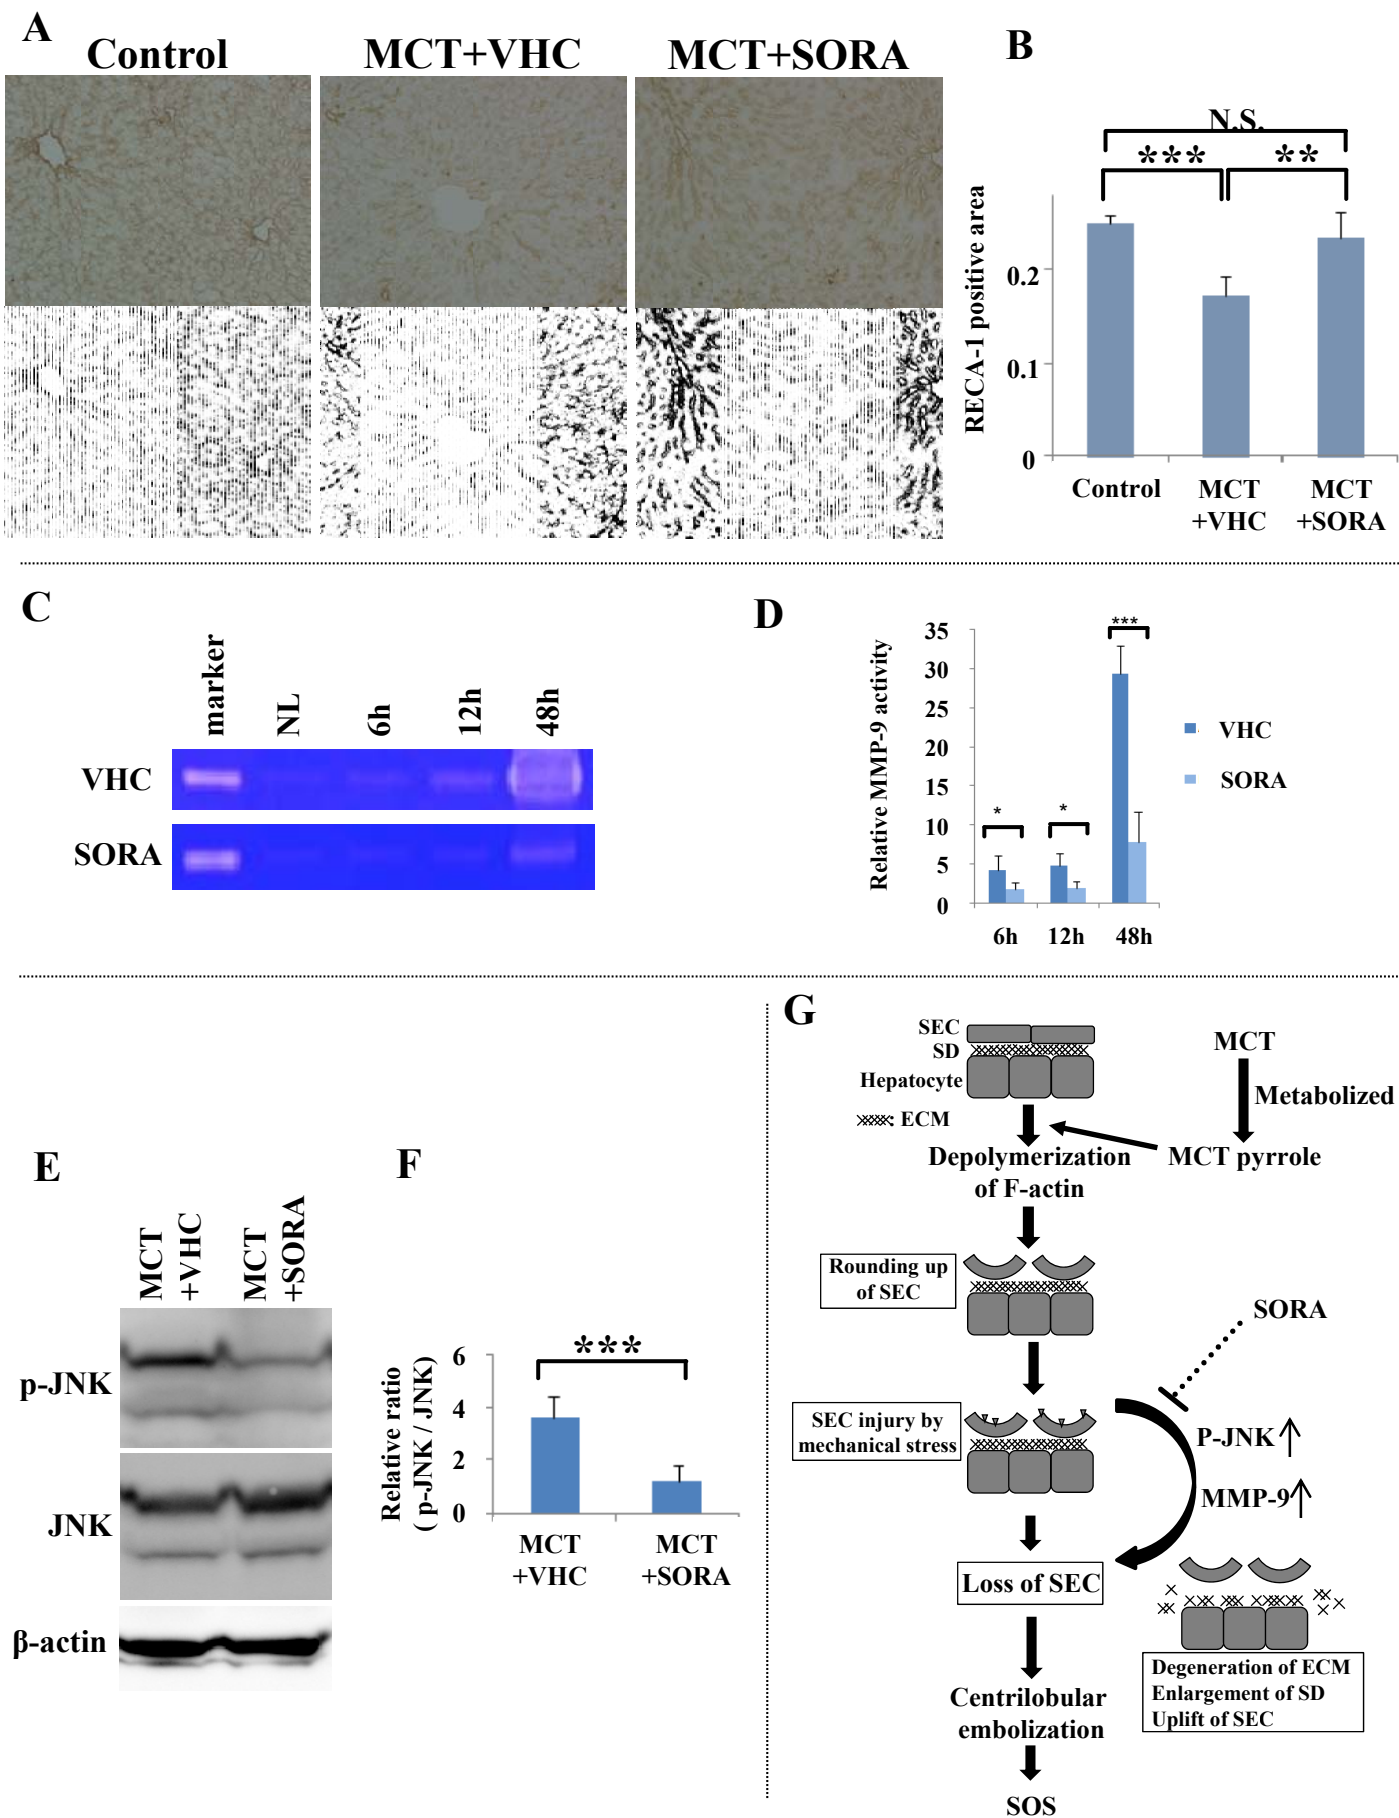 A
Control
MCT+VHC
MCT+SORA
B
N.S.
***
**
RECA-1 positive area
0.2
0.1
0
Control
MCT
+VHC
MCT
+SORA
C
marker
NL
6h
12h
48h
VHC
SORA
D
Relative MMP-9 activity
35
30
25
20
15
10
5
0
*
*
***
6h
12h
48h
VHC
SORA
E
MCT
+VHC
MCT
+SORA
p-JNK
JNK
β-actin
F
Relative ratio
( p-JNK / JNK)
6
4
2
0
***
MCT
+VHC
MCT
+SORA
G
SEC
SD
Hepatocyte
: ECM
MCT
Metabolized
MCT pyrrole
Depolymerization
of F-actin
Rounding up
of SEC
SORA
SEC injury by
mechanical stress
P-JNK↑
MMP-9↑
Loss of SEC
Degeneration of ECM
Enlargement of SD
Uplift of SEC
Centrilobular
embolization
SOS